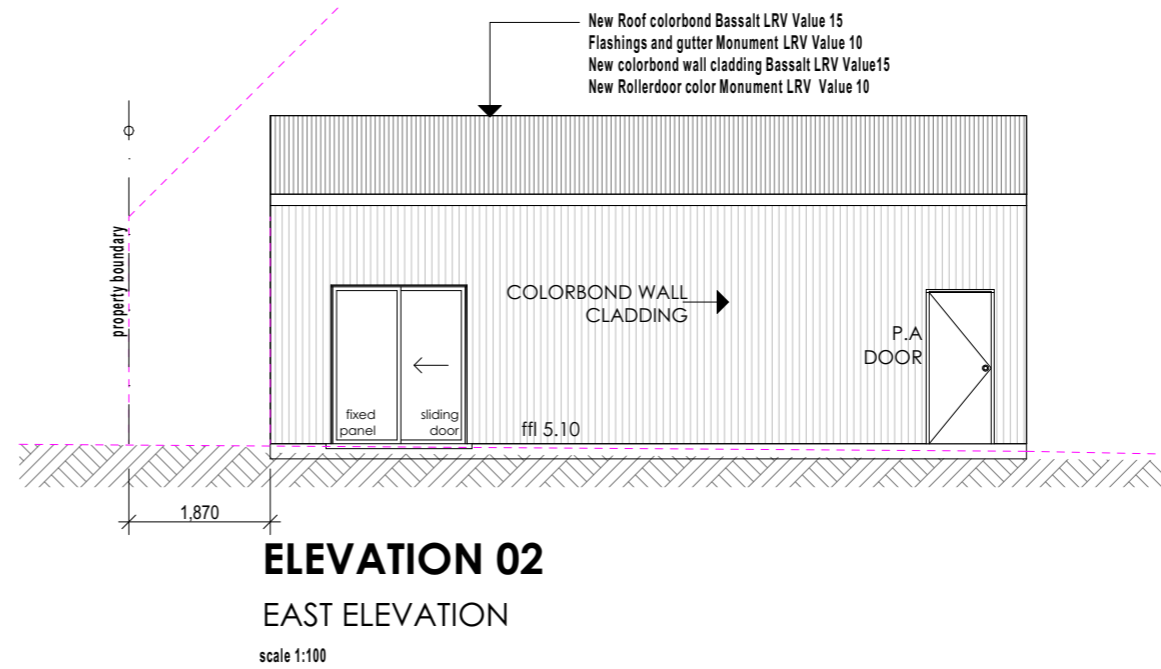 New Roof colorbond Bassalt LRV Value 15
Flashings and gutter Monument LRV Value 10
New colorbond wall cladding Bassalt LRV Value15
New Rollerdoor color Monument LRV Value 10
property boundary
COLORBOND WALL
CLADDING
P.A
DOOR
fixed
panel
sliding
door
ffl 5.10
1,870
ELEVATION 02
EAST ELEVATION
scale 1:100